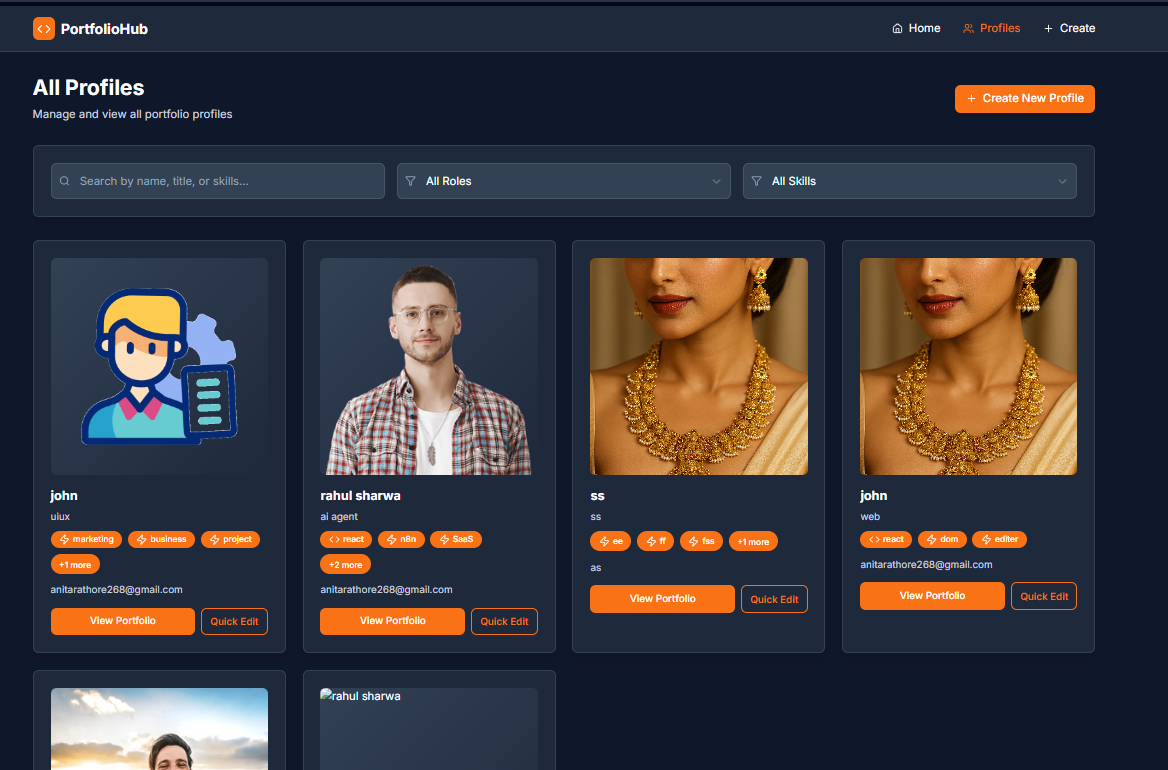 PortfolioHub
Home Profiles Create
All Profiles
Manage and view all portfolio profiles
Create New Profile
Search by name, title, or skills...
All Roles
All Skills
john
uiux
marketing business project
+1 more
anitarathore268@gmail.com
View Portfolio Quick Edit
rahul sharwa
ai agent
react n8n SaaS
+2 more
anitarathore268@gmail.com
View Portfolio Quick Edit
ss
ss
ee ff fss +1 more
as
View Portfolio Quick Edit
john
web
react dom editer
anitarathore268@gmail.com
View Portfolio Quick Edit
rahul sharwa